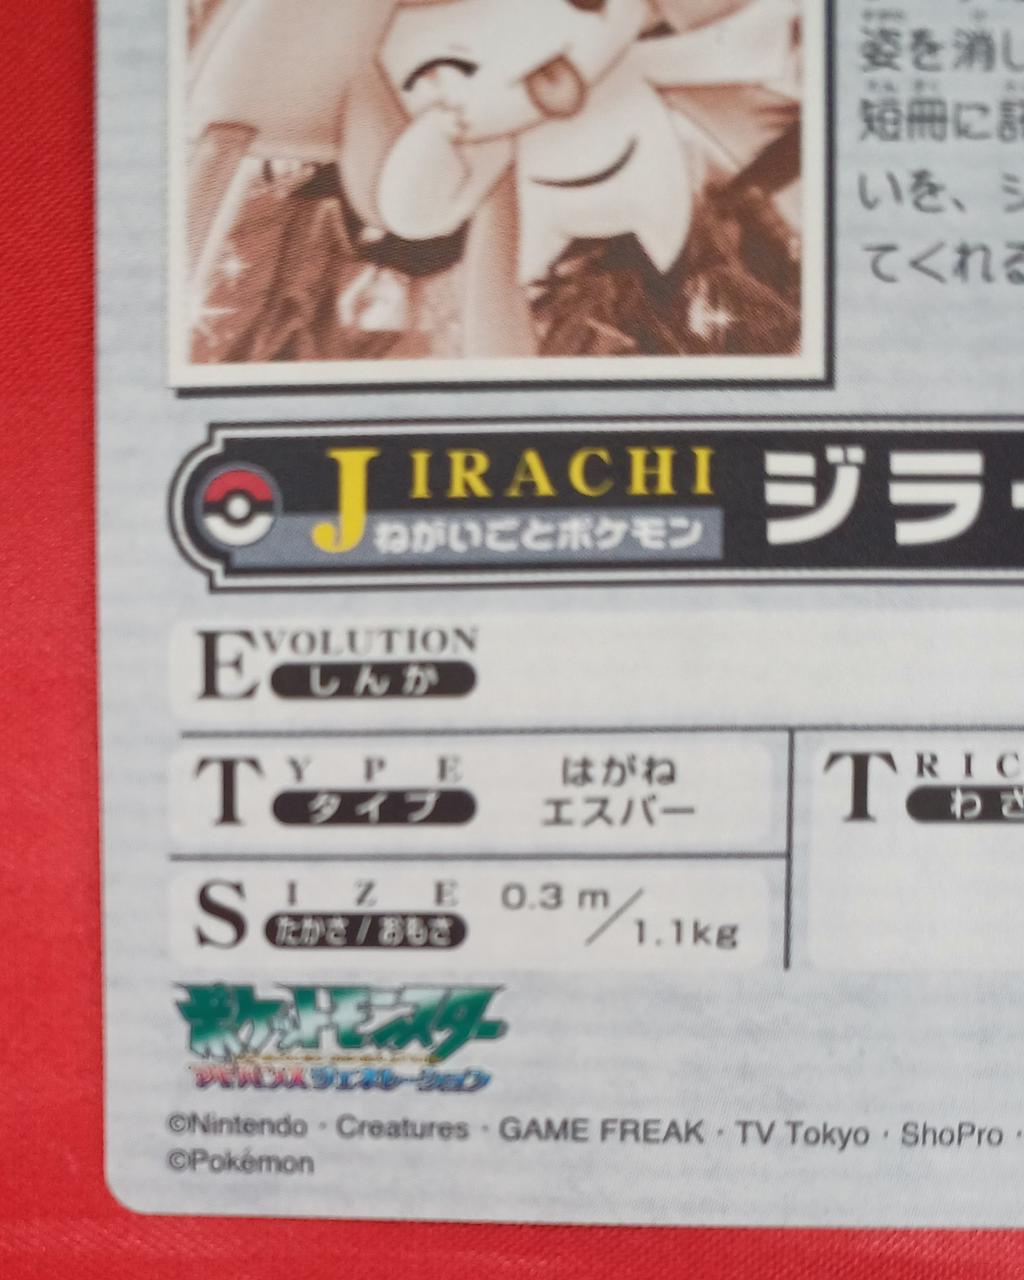 姿を消し
短冊に
いを、
てくれる
JIRACHI
ねがいごとポケモン
ジラ
EVOLUTION
しんか
TYPE
タイプ
はがね
エスパー
TRIC
わざ
SIZE
たかさ/おもさ
0.3 m/1.1kg
ポケットモンスター
アドバンスジェネレーション
©Nintendo・Creatures・GAME FREAK・TV Tokyo・ShoPro・
©Pokémon